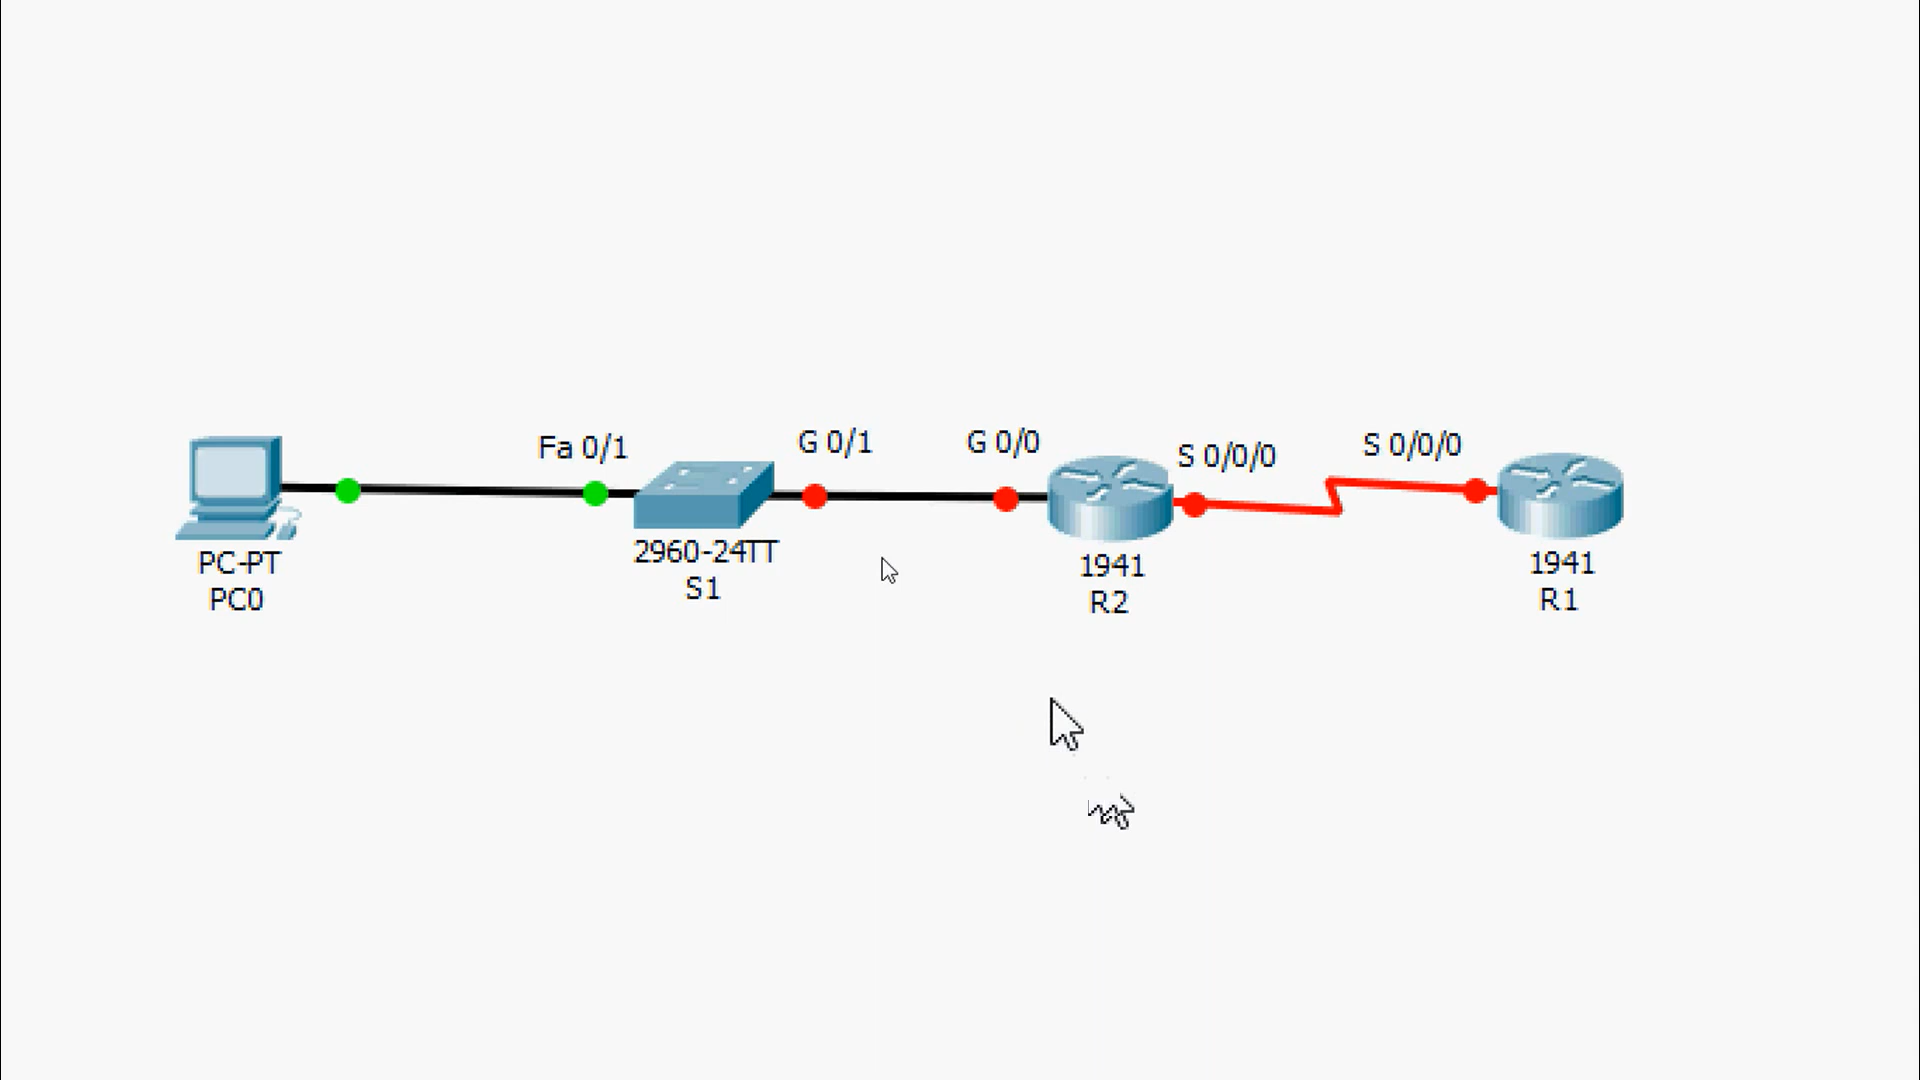 Fa 0/1
G 0/1
G 0/0
S 0/0/0
S 0/0/0
PC-PT
PC0
2960-24TT
S1
1941
R2
1941
R1